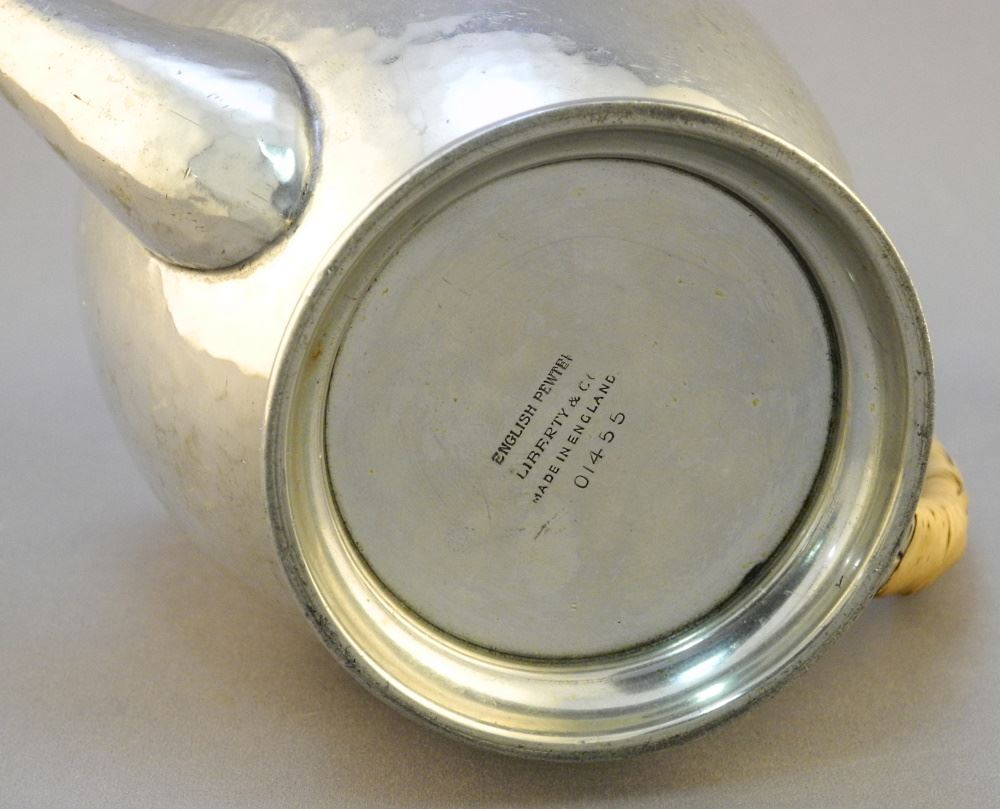 ENGLISH PEWTER
LIBERTY & Co
MADE IN ENGLAND
01455